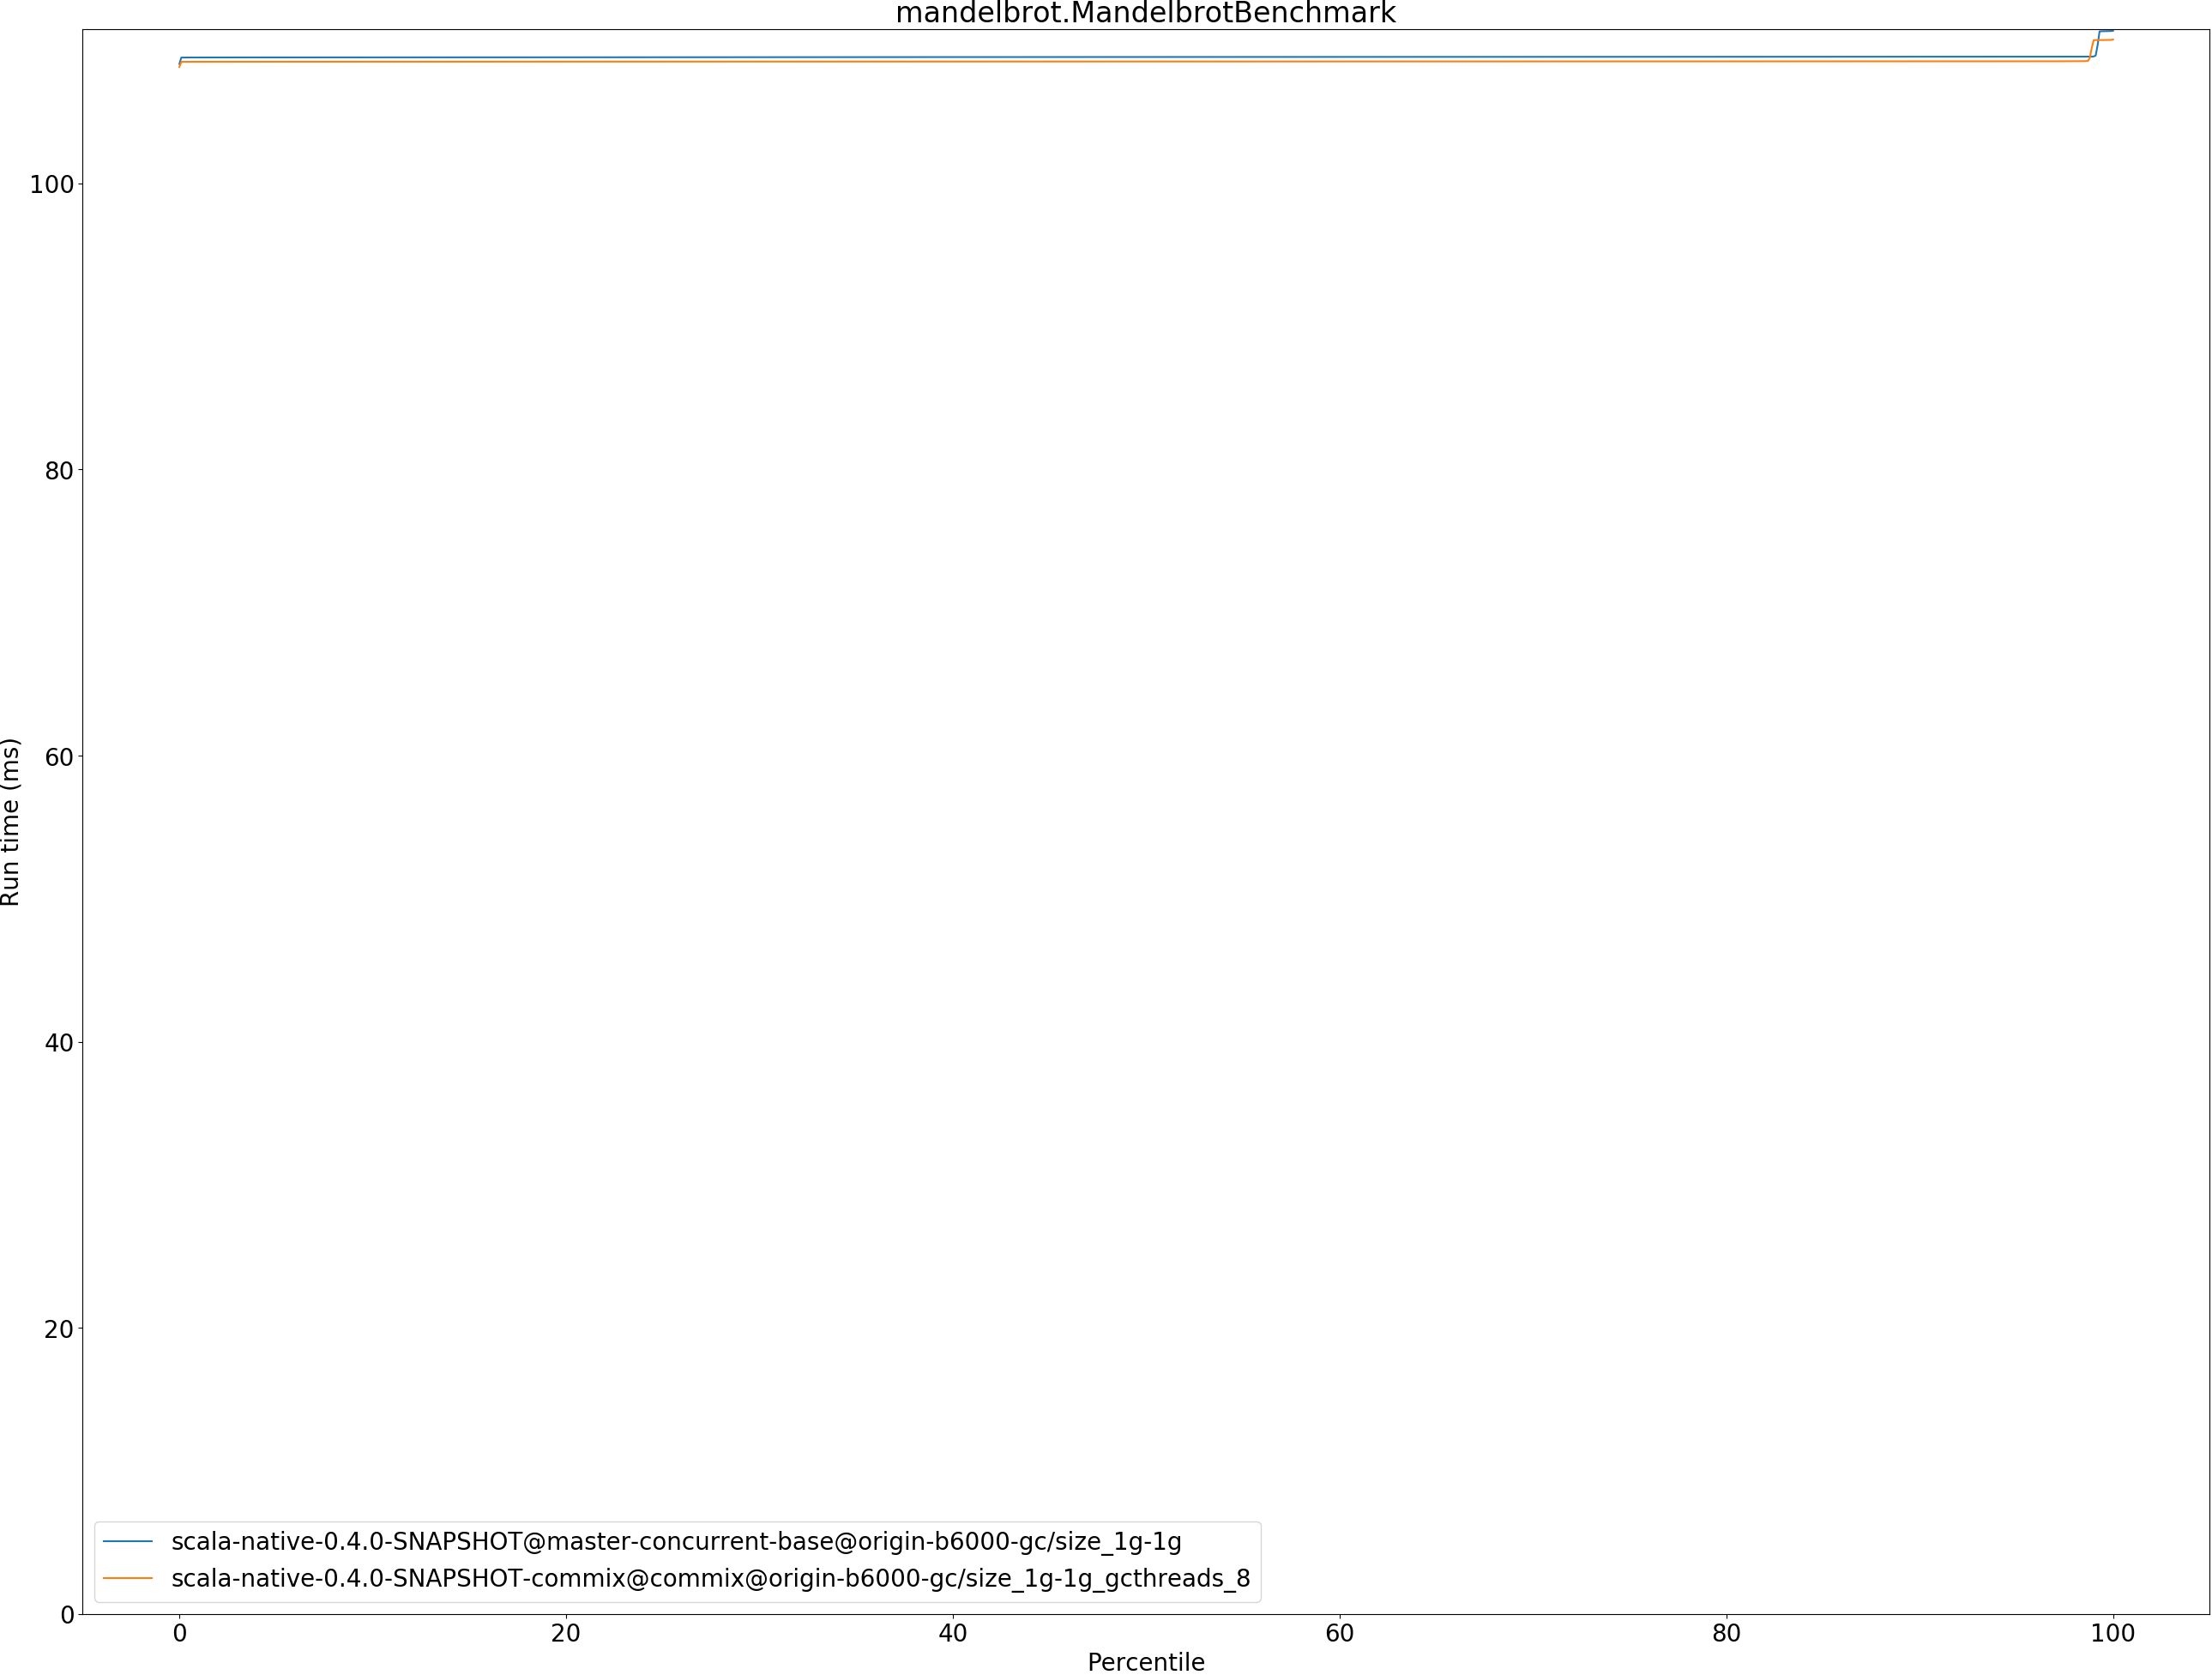 mandelbrot.MandelbrotBenchmark
100
80
60
40
20
0
Run time (ms)
scala-native-0.4.0-SNAPSHOT@master-concurrent-base@origin-b6000-gc/size_1g-1g
scala-native-0.4.0-SNAPSHOT-commix@commix@origin-b6000-gc/size_1g-1g_gcthreads_8
0 20 40 60 80 100
Percentile